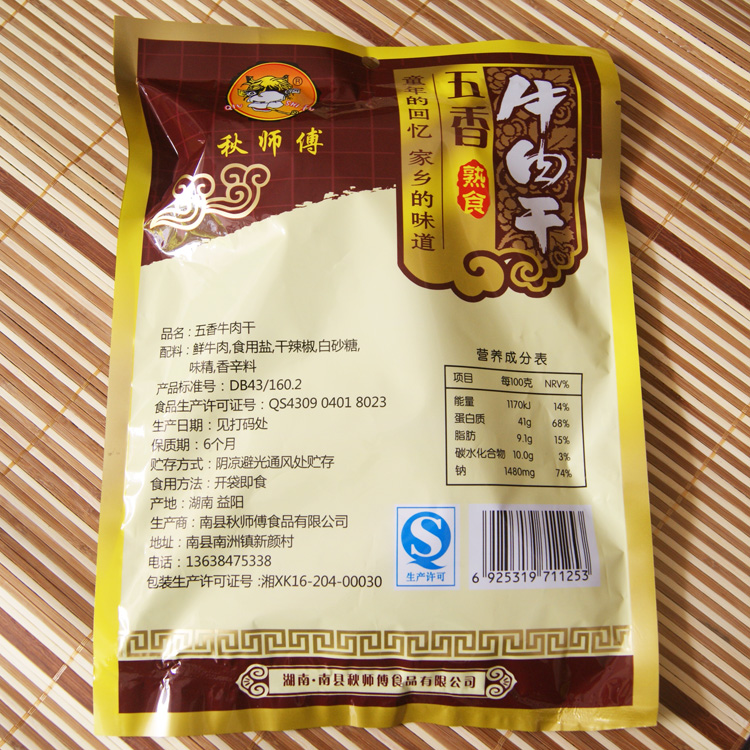 秋师傅
童年的回忆 家乡的味道
五香
熟食
牛肉干
品名：五香牛肉干
配料：鲜牛肉,食用盐,干辣椒,白砂糖,
味精,香辛料
产品标准号：DB43/160.2
食品生产许可证号：QS4309 0401 8023
生产日期：见打码处
保质期：6个月
贮存方式：阴凉避光通风处贮存
食用方法：开袋即食
产地：湖南 益阳
生产商：南县秋师傅食品有限公司
地址：南县南洲镇新颜村
电话：13638475338
包装生产许可证号：湘XK16-204-00030
营养成分表
项目 每100克 NRV%
能量 1170kJ 14%
蛋白质 41g 68%
脂肪 9.1g 15%
碳水化合物 10.0g 3%
钠 1480mg 74%
生产许可
6 925319 711253
湖南·南县秋师傅食品有限公司